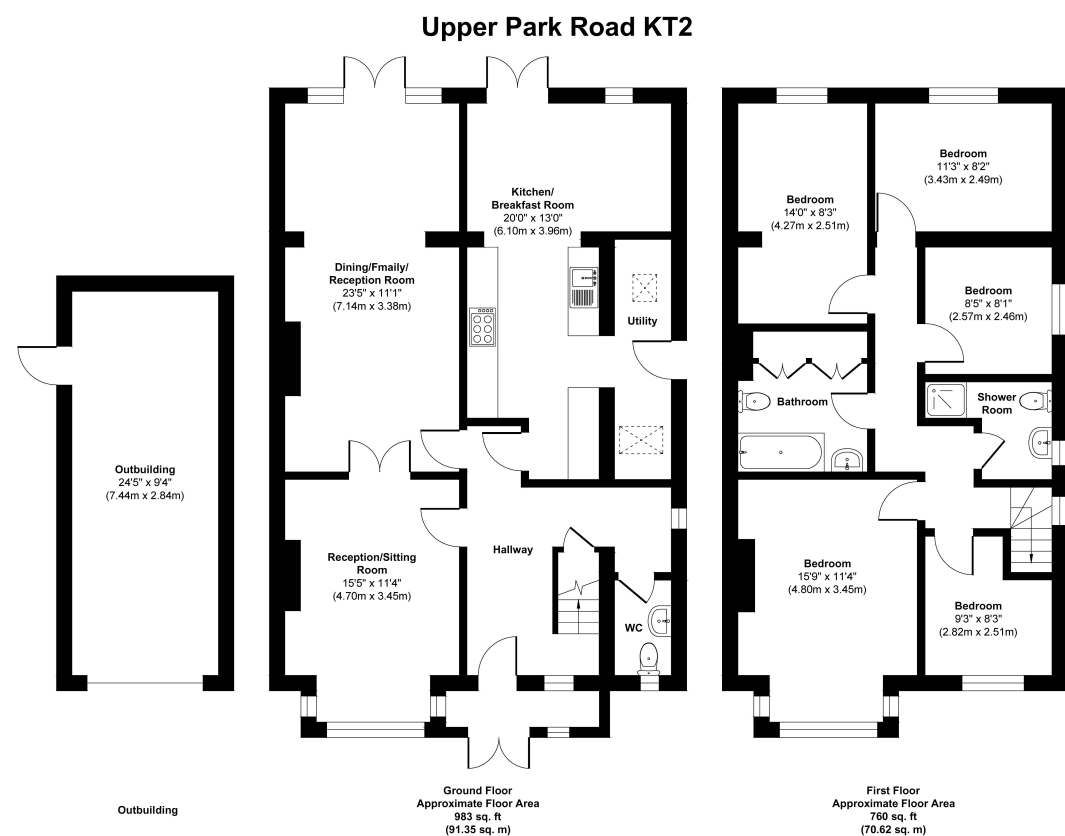 Upper Park Road KT2
Outbuilding
24'5" x 9'4"
(7.44m x 2.84m)
Outbuilding
Dining/Fmaily/
Reception Room
23'5" x 11'1"
(7.14m x 3.38m)
Kitchen/
Breakfast Room
20'0" x 13'0"
(6.10m x 3.96m)
Utility
Reception/Sitting
Room
15'5" x 11'4"
(4.70m x 3.45m)
Hallway
WC
Ground Floor
Approximate Floor Area
983 sq. ft
(91.35 sq. m)
Bedroom
14'0" x 8'3"
(4.27m x 2.51m)
Bedroom
11'3" x 8'2"
(3.43m x 2.49m)
Bedroom
8'5" x 8'1"
(2.57m x 2.46m)
Bathroom
Shower
Room
Bedroom
15'9" x 11'4"
(4.80m x 3.45m)
Bedroom
9'3" x 8'3"
(2.82m x 2.51m)
First Floor
Approximate Floor Area
760 sq. ft
(70.62 sq. m)